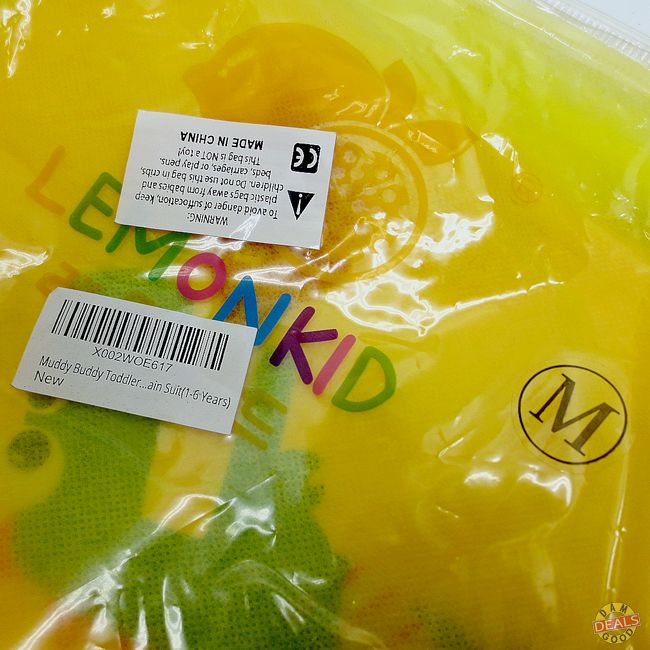 WARNING:
To avoid danger of suffocation, keep
plastic bags away from babies and
children. Do not use this bag in cribs,
beds, carriages, or play pens.
This bag is NOT a toy!
MADE IN CHINA
CE
LEMONKID
X002WOE617
Muddy Buddy Toddler...ain Suit(1-6 Years)
New
M
DAM
DEALS
GOOD